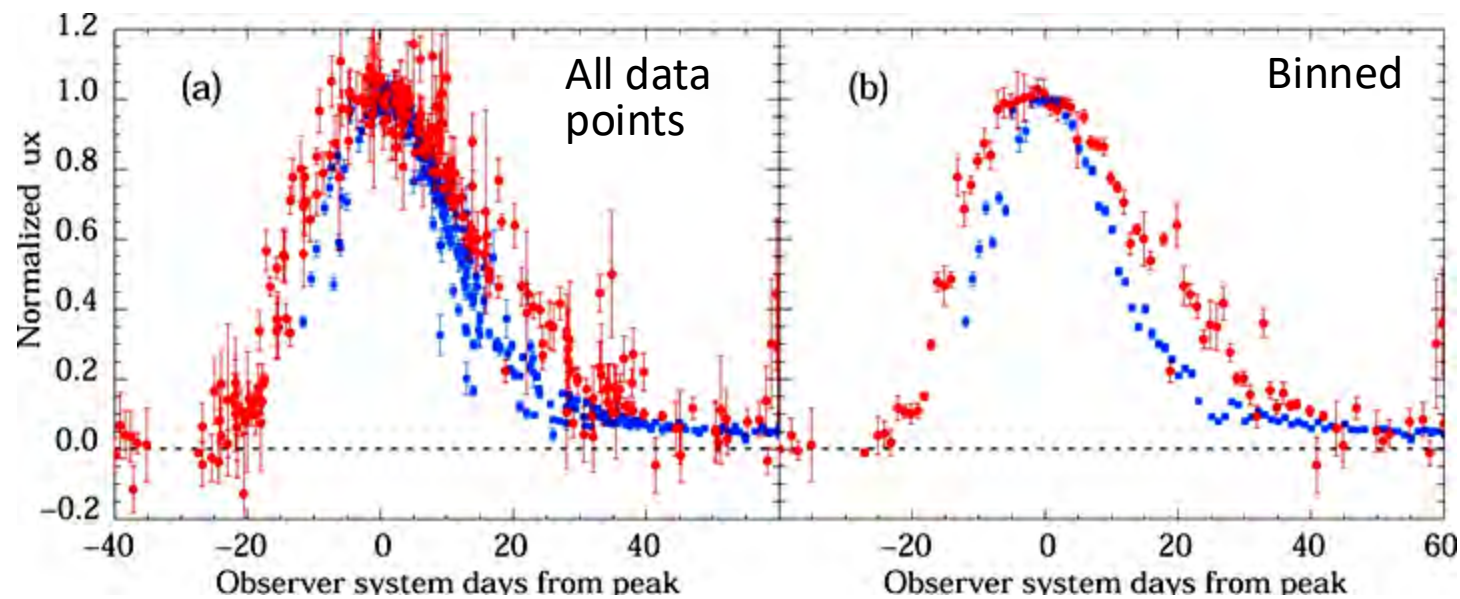 1.2
1.0
0.8
0.6
0.4
0.2
0.0
−0.2
Normalized ux
(a)
All data
points
(b)
Binned
−40 −20 0 20 40
−20 0 20 40 60
Observer system days from peak
Observer system days from peak